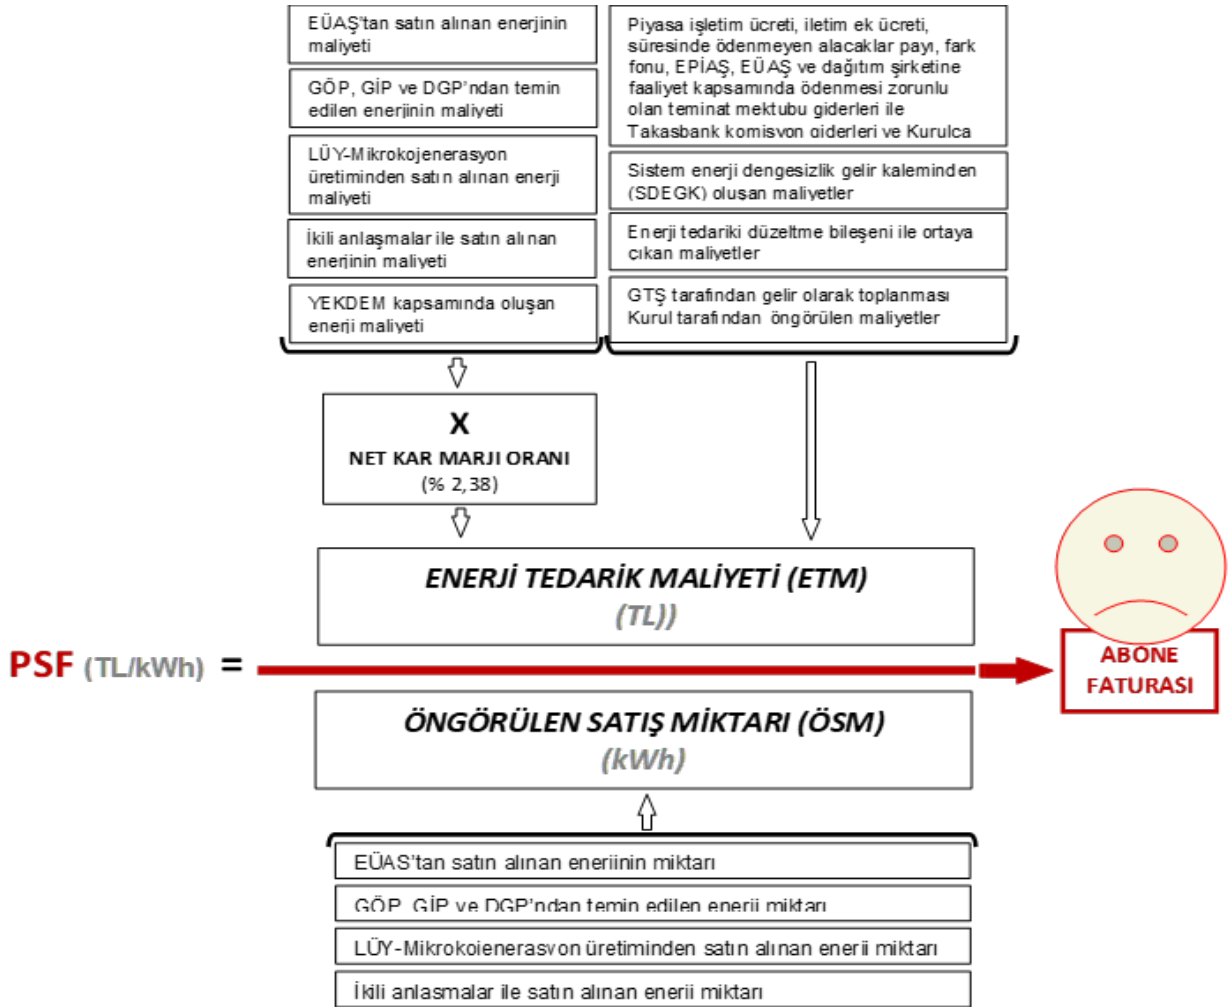 EÜAŞ'tan satın alınan enerjinin
maliyeti
GÖP, GİP ve DGP'ndan temin
edilen enerjinin maliyeti
LÜY-Mikrokojenerasyon
üretiminden satın alınan enerji
maliyeti
İkili anlaşmalar ile satın alınan
enerjinin maliyeti
YEKDEM kapsamında oluşan
enerji maliyeti
Piyasa işletim ücreti, iletim ek ücreti,
süresinde ödenmeyen alacaklar payı, fark
fonu, EPİAŞ, EÜAŞ ve dağıtım şirketine
faaliyet kapsamında ödenmesi zorunlu
olan teminat mektubu giderleri ile
Takasbank komisyon giderleri ve Kurulca
Sistem enerji dengesizlik gelir kaleminden
(SDEGK) oluşan maliyetler
Enerji tedariki düzeltme bileşeni ile ortaya
çıkan maliyetler
GTŞ tarafından gelir olarak toplanması
Kurul tarafından öngörülen maliyetler
X
NET KAR MARJI ORANI
(% 2,38)
ENERJİ TEDARİK MALİYETİ (ETM)
(TL))
PSF (TL/kWh) =
ABONE
FATURASI
ÖNGÖRÜLEN SATIŞ MİKTARI (ÖSM)
(kWh)
EÜAS'tan satın alınan enerjinin miktarı
GÖP, GİP ve DGP'ndan temin edilen enerji miktarı
LÜY-Mikrokojenerasyon üretiminden satın alınan enerji miktarı
İkili anlasmalar ile satın alınan enerji miktarı